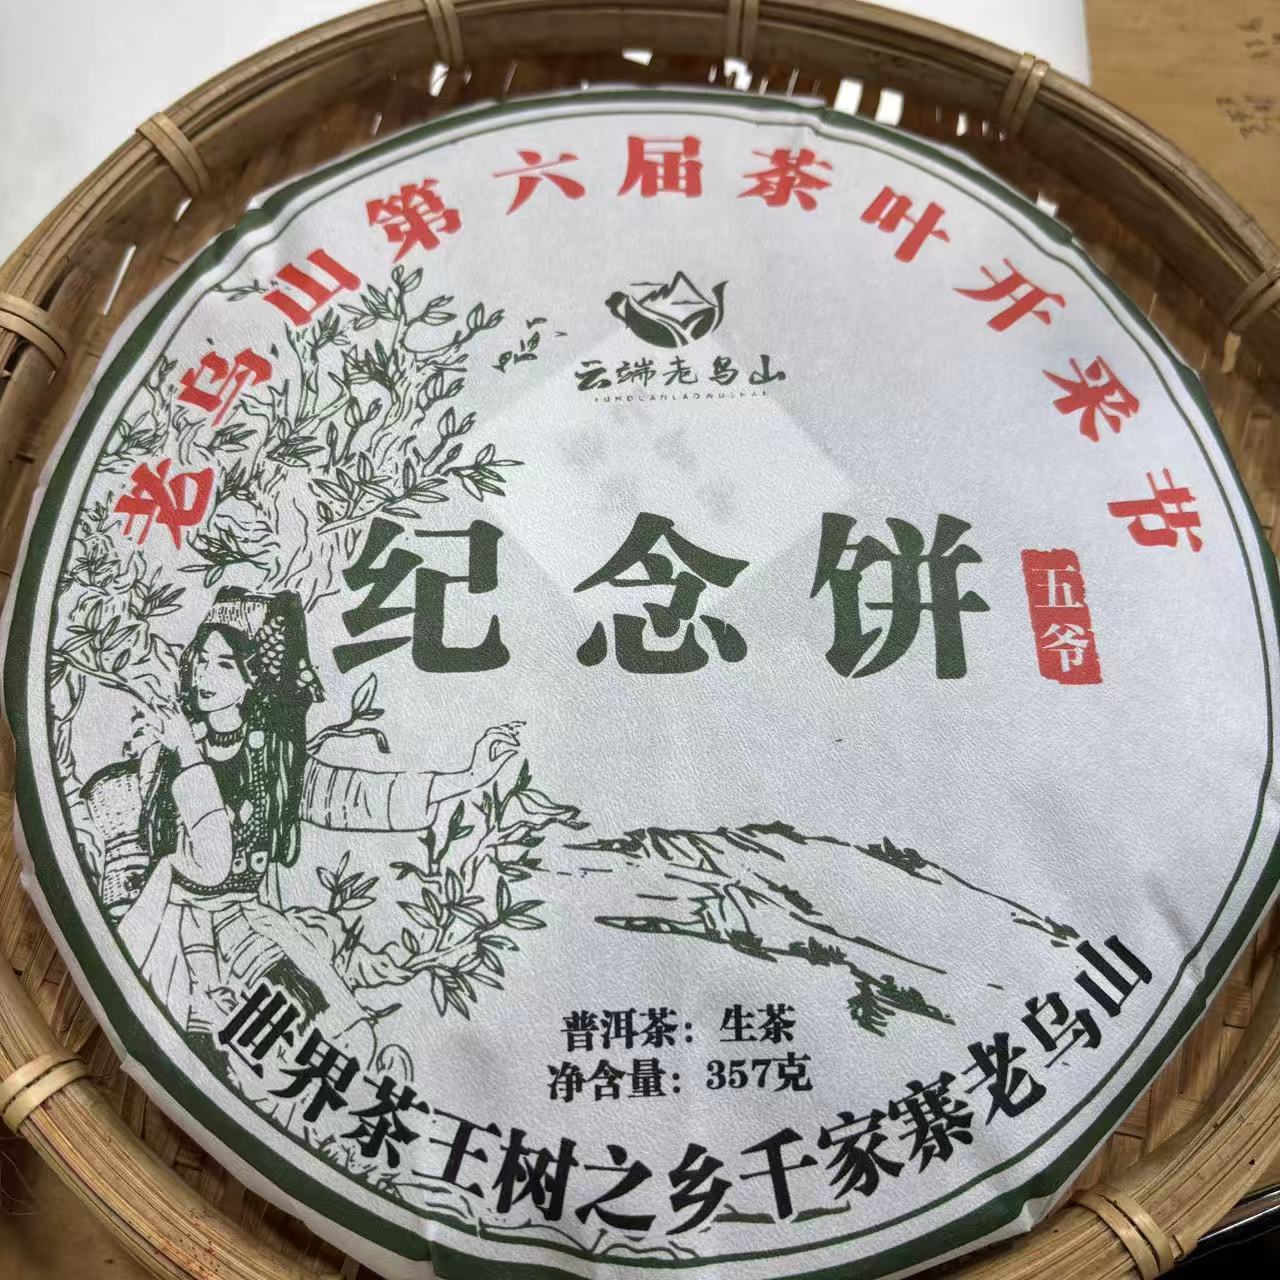 老乌山第六届茶叶开采节
云端老乌山
YUNDUANLAOWUSHAN
纪念饼
五爷
普洱茶：生茶
净含量：357克
世界茶王树之乡千家寨老乌山